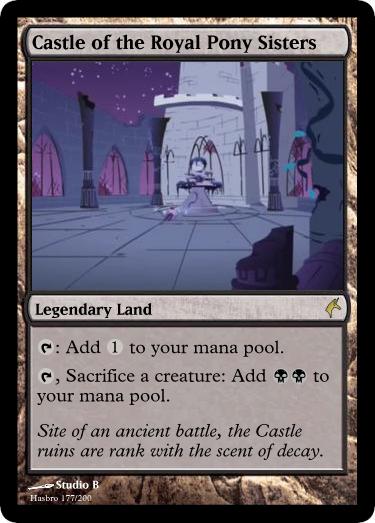 Castle of the Royal Pony Sisters
Legendary Land
: Add 1 to your mana pool.
, Sacrifice a creature: Add to
your mana pool.
Site of an ancient battle, the Castle
ruins are rank with the scent of decay.
Studio B
Hasbro 177/200